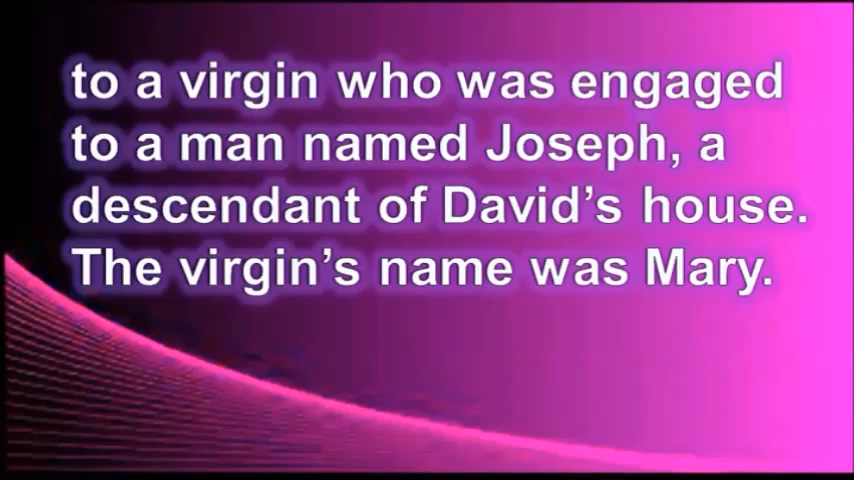 to a virgin who was engaged
to a man named Joseph, a
descendant of David’s house.
The virgin’s name was Mary.